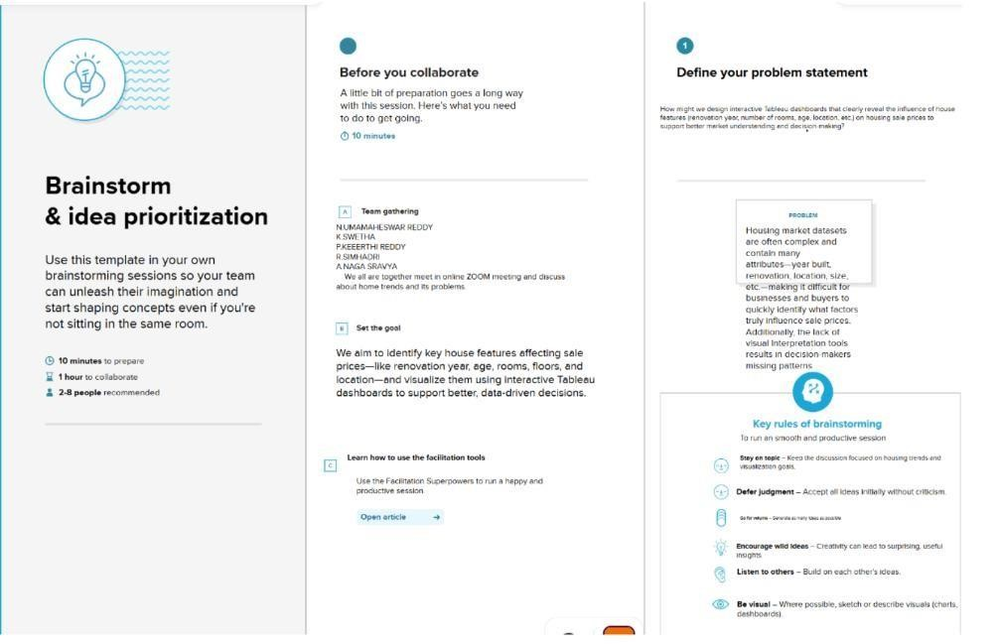 Brainstorm
& idea prioritization
Use this template in your own
brainstorming sessions so your team
can unleash their imagination and
start shaping concepts even if you're
not sitting in the same room.
10 minutes to prepare
1 hour to collaborate
2-8 people recommended
Before you collaborate
A little bit of preparation goes a long way
with this session. Here's what you need
to do to get going.
10 minutes
A Team gathering
N.UMAMAHESWAR REDDY
K.SWETHA
P.KEEERTHI REDDY
R.SIMHADRI
A.NAGA SRAVYA
We all are together meet in online ZOOM meeting and discuss
about home trends and its problems.
B Set the goal
We aim to identify key house features affecting sale
prices—like renovation year, age, rooms, floors, and
location—and visualize them using interactive Tableau
dashboards to support better, data-driven decisions.
C Learn how to use the facilitation tools
Use the Facilitation Superpowers to run a happy and
productive session.
Open article →
1
Define your problem statement
How might we design interactive Tableau dashboards that clearly reveal the influence of house
features (renovation year, number of rooms, age, location, etc.) on housing sale prices to
support better market understanding and decision-making?
PROBLEM
Housing market datasets
are often complex and
contain many
attributes—year built,
renovation, location, size,
etc.—making it difficult for
businesses and buyers to
quickly identify what factors
truly influence sale prices.
Additionally, the lack of
visual interpretation tools
results in decision-makers
missing patterns
Key rules of brainstorming
To run an smooth and productive session
Stay on topic – Keep the discussion focused on housing trends and
visualization goals.
Defer judgment – Accept all ideas initially without criticism.
Go for volume – Generate as many ideas as possible
Encourage wild ideas – Creativity can lead to surprising, useful
insights
Listen to others – Build on each other's ideas.
Be visual – Where possible, sketch or describe visuals (charts,
dashboards).